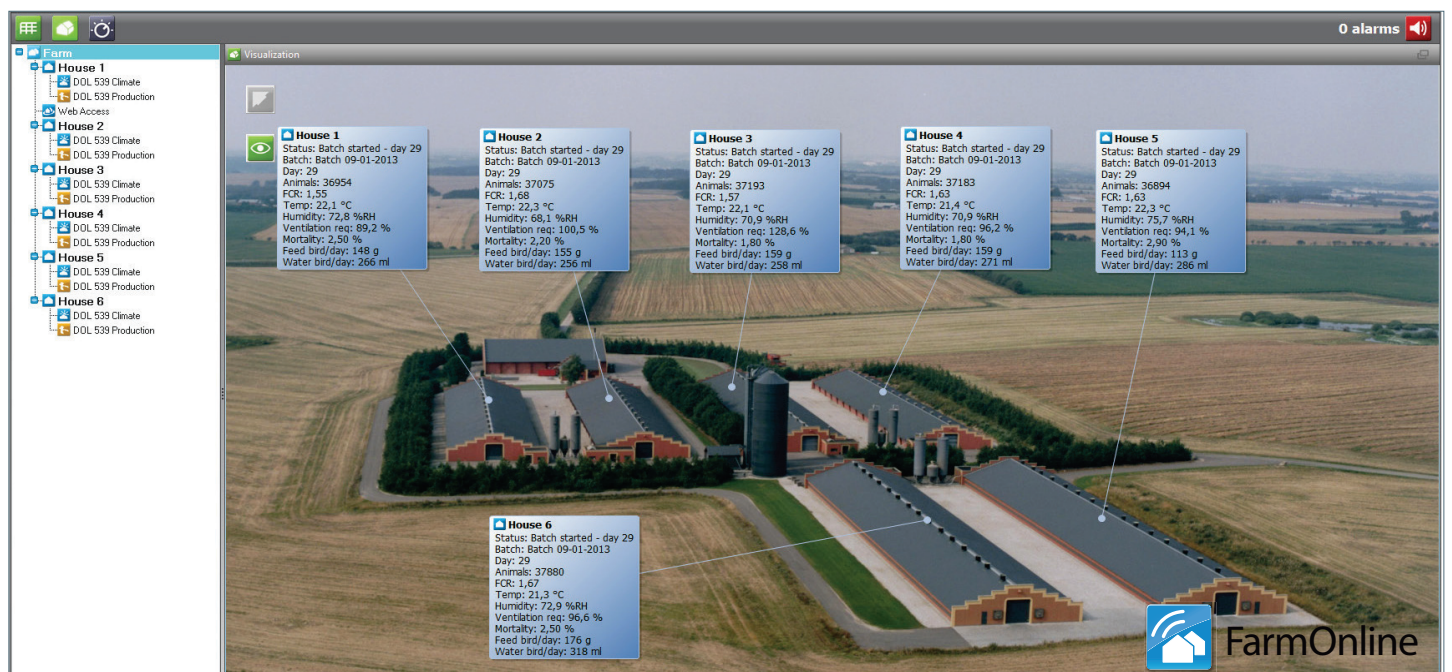 0 alarms
Farm
House 1
DOL 539 Climate
DOL 539 Production
Web Access
House 2
DOL 539 Climate
DOL 539 Production
House 3
DOL 539 Climate
DOL 539 Production
House 4
DOL 539 Climate
DOL 539 Production
House 5
DOL 539 Climate
DOL 539 Production
House 6
DOL 539 Climate
DOL 539 Production
Visualization
House 1
Status: Batch started - day 29
Batch: Batch 09-01-2013
Day: 29
Animals: 36954
FCR: 1,55
Temp: 22,1 °C
Humidity: 72,8 %RH
Ventilation req: 89,2 %
Mortality: 2,50 %
Feed bird/day: 148 g
Water bird/day: 266 ml
House 2
Status: Batch started - day 29
Batch: Batch 09-01-2013
Day: 29
Animals: 37075
FCR: 1,68
Temp: 22,3 °C
Humidity: 68,1 %RH
Ventilation req: 100,5 %
Mortality: 2,20 %
Feed bird/day: 155 g
Water bird/day: 256 ml
House 3
Status: Batch started - day 29
Batch: Batch 09-01-2013
Day: 29
Animals: 37193
FCR: 1,57
Temp: 22,1 °C
Humidity: 70,9 %RH
Ventilation req: 128,6 %
Mortality: 1,80 %
Feed bird/day: 159 g
Water bird/day: 258 ml
House 4
Status: Batch started - day 29
Batch: Batch 09-01-2013
Day: 29
Animals: 37183
FCR: 1,63
Temp: 21,4 °C
Humidity: 70,9 %RH
Ventilation req: 96,2 %
Mortality: 1,80 %
Feed bird/day: 159 g
Water bird/day: 271 ml
House 5
Status: Batch started - day 29
Batch: Batch 09-01-2013
Day: 29
Animals: 36894
FCR: 1,63
Temp: 22,3 °C
Humidity: 75,7 %RH
Ventilation req: 94,1 %
Mortality: 2,90 %
Feed bird/day: 113 g
Water bird/day: 286 ml
House 6
Status: Batch started - day 29
Batch: Batch 09-01-2013
Day: 29
Animals: 37880
FCR: 1,67
Temp: 21,3 °C
Humidity: 72,9 %RH
Ventilation req: 96,6 %
Mortality: 2,50 %
Feed bird/day: 176 g
Water bird/day: 318 ml
FarmOnline